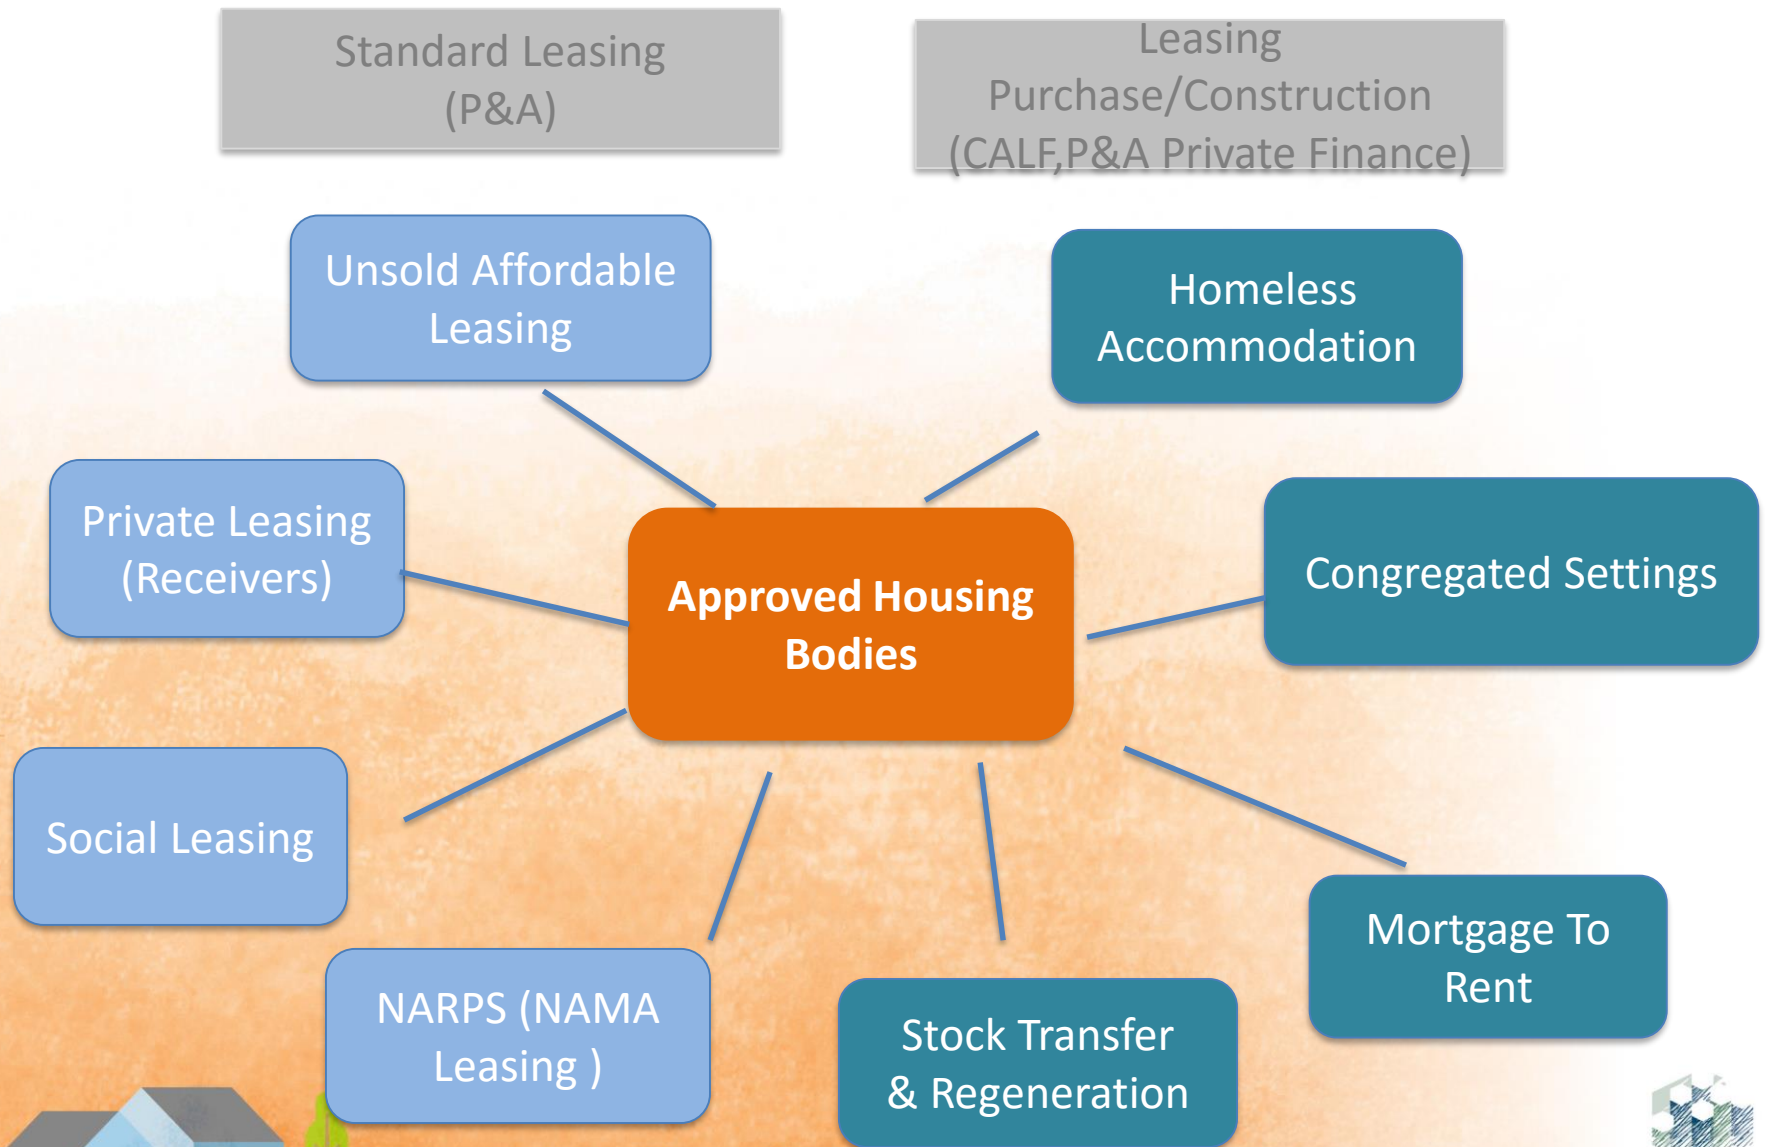 Standard Leasing
(P&A)
Leasing
Purchase/Construction
(CALF,P&A Private Finance)
Unsold Affordable
Leasing
Homeless
Accommodation
Private Leasing
(Receivers)
Approved Housing
Bodies
Congregated Settings
Social Leasing
Mortgage To
Rent
NARPS (NAMA
Leasing )
Stock Transfer
& Regeneration